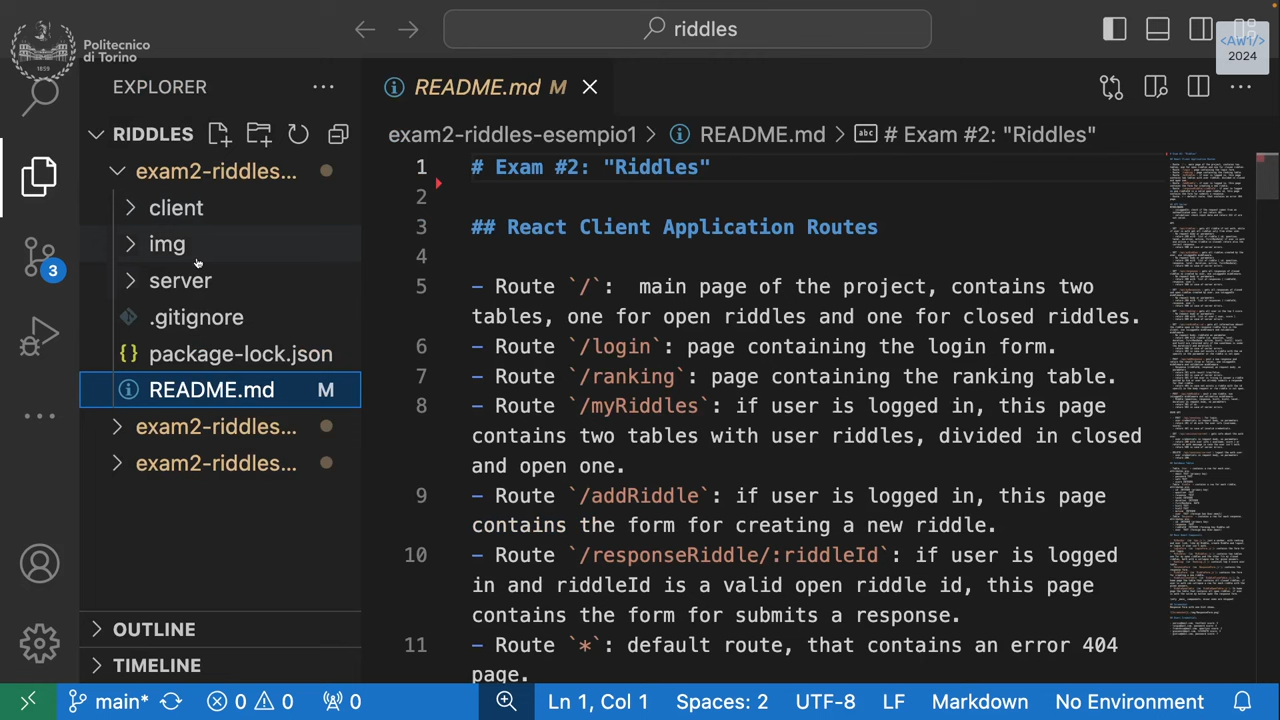 Politecnico
di Torino
1859
riddles
<AW1/>
2024
EXPLORER
README.md M
RIDDLES
exam2-riddles-esempio1 > README.md > # Exam #2: "Riddles"
exam2-riddles...
client
img
server
.gitignore
{} package-lock.json
README.md M
exam2-riddles...
exam2-riddles...
3
OUTLINE
TIMELINE
1 # Exam #2: "Riddles"
2
3 ## React Client Application Routes
4
5 - Route `/`: main page of the project, contains two
tables, one for open riddles and one for closed riddles.
6 - Route `/login`: page containing the login form.
7 - Route `/ranking`: page containing the ranking table.
8 - Route `/myRiddles`: if user is logged in, this page
contains two tables with user riddles, divided in closed
and open one.
9 - Route `/addRiddle`: if user is logged in, this page
contains the form for creating a new riddle.
10 - Route `/responseRiddle/:riddleId`: if user is logged
in and riddleId is a valid open riddle id, this page
contains the form for submit a response.
11 - Route `*`: default route, that contains an error 404
page.
main* 0 0 0 Ln 1, Col 1 Spaces: 2 UTF-8 LF Markdown No Environment